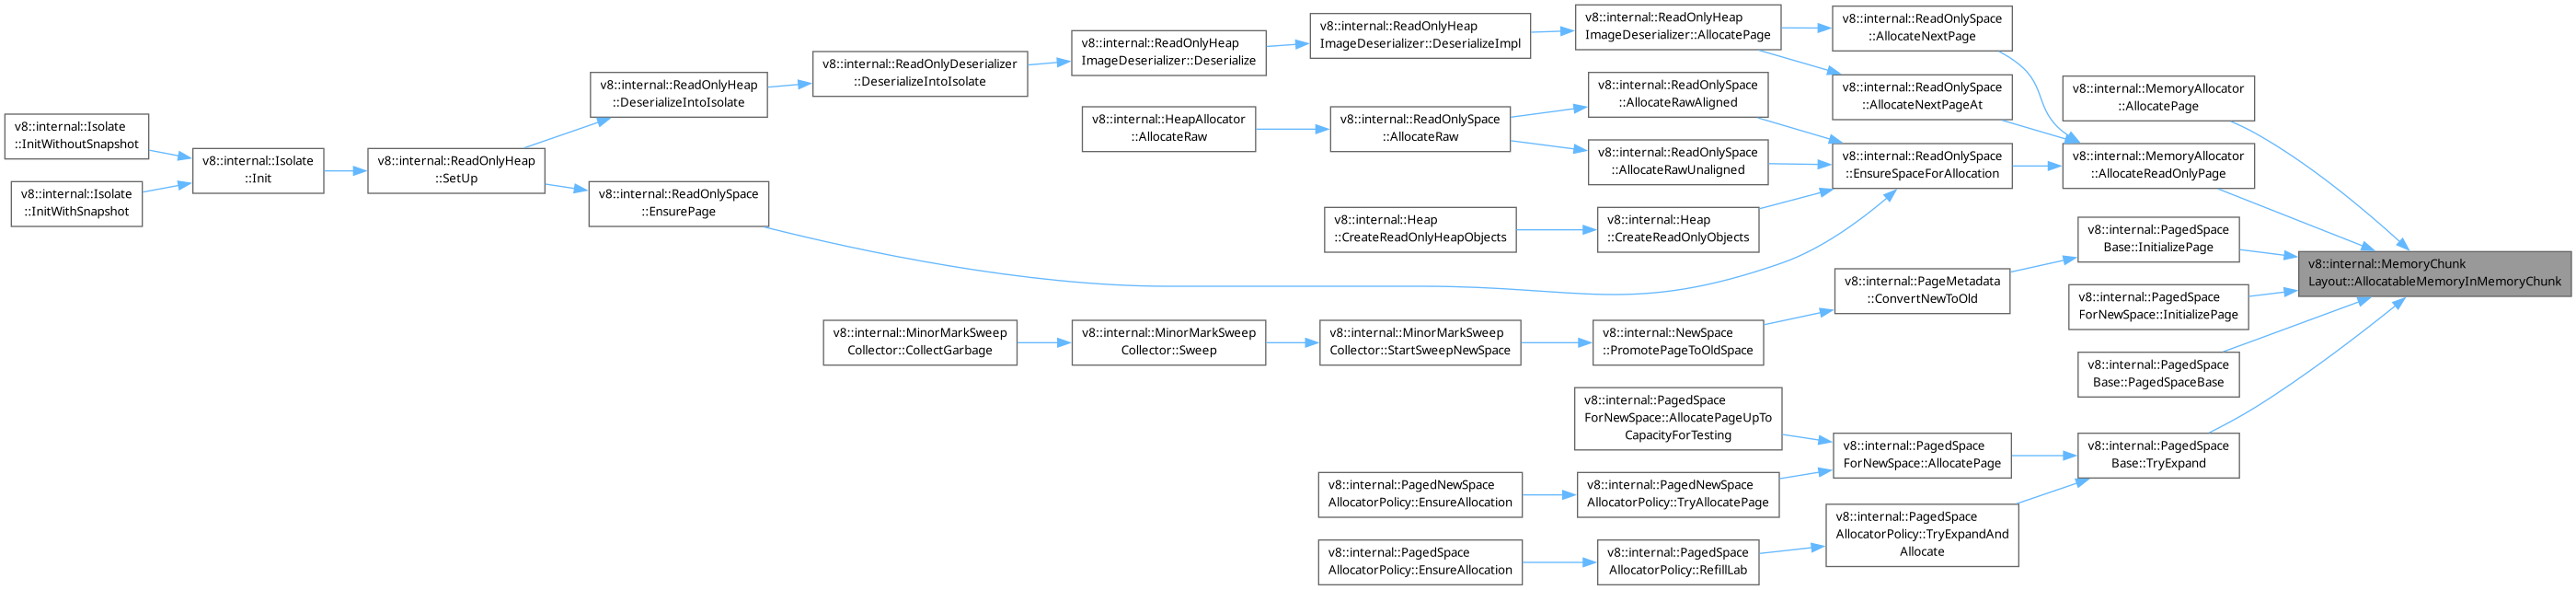 v8::internal::Isolate
::InitWithoutSnapshot
v8::internal::Isolate
::InitWithSnapshot
v8::internal::Isolate
::Init
v8::internal::ReadOnlyHeap
::SetUp
v8::internal::ReadOnlyHeap
::DeserializeIntoIsolate
v8::internal::ReadOnlySpace
::EnsurePage
v8::internal::ReadOnlyDeserializer
::DeserializeIntoIsolate
v8::internal::MinorMarkSweep
Collector::CollectGarbage
v8::internal::ReadOnlyHeap
ImageDeserializer::Deserialize
v8::internal::HeapAllocator
::AllocateRaw
v8::internal::MinorMarkSweep
Collector::Sweep
v8::internal::ReadOnlyHeap
ImageDeserializer::DeserializeImpl
v8::internal::ReadOnlySpace
::AllocateRaw
v8::internal::Heap
::CreateReadOnlyHeapObjects
v8::internal::MinorMarkSweep
Collector::StartSweepNewSpace
v8::internal::PagedNewSpace
AllocatorPolicy::EnsureAllocation
v8::internal::PagedSpace
AllocatorPolicy::EnsureAllocation
v8::internal::ReadOnlyHeap
ImageDeserializer::AllocatePage
v8::internal::ReadOnlySpace
::AllocateRawAligned
v8::internal::ReadOnlySpace
::AllocateRawUnaligned
v8::internal::Heap
::CreateReadOnlyObjects
v8::internal::NewSpace
::PromotePageToOldSpace
v8::internal::PagedSpace
ForNewSpace::AllocatePageUpTo
CapacityForTesting
v8::internal::PagedNewSpace
AllocatorPolicy::TryAllocatePage
v8::internal::PagedSpace
AllocatorPolicy::RefillLab
v8::internal::ReadOnlySpace
::AllocateNextPage
v8::internal::ReadOnlySpace
::AllocateNextPageAt
v8::internal::ReadOnlySpace
::EnsureSpaceForAllocation
v8::internal::PageMetadata
::ConvertNewToOld
v8::internal::PagedSpace
ForNewSpace::AllocatePage
v8::internal::PagedSpace
AllocatorPolicy::TryExpandAnd
Allocate
v8::internal::MemoryAllocator
::AllocatePage
v8::internal::MemoryAllocator
::AllocateReadOnlyPage
v8::internal::PagedSpace
Base::InitializePage
v8::internal::PagedSpace
ForNewSpace::InitializePage
v8::internal::PagedSpace
Base::PagedSpaceBase
v8::internal::PagedSpace
Base::TryExpand
v8::internal::MemoryChunk
Layout::AllocatableMemoryInMemoryChunk